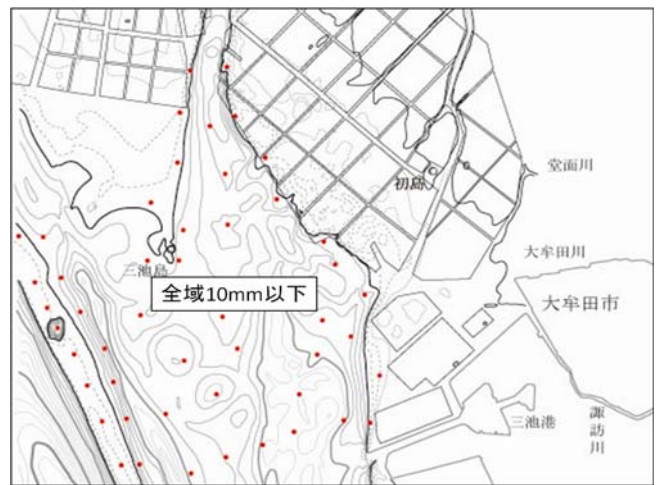 堂面川
初島
大牟田川
三池島
全域10mm以下
大牟田市
三池港
諏訪川